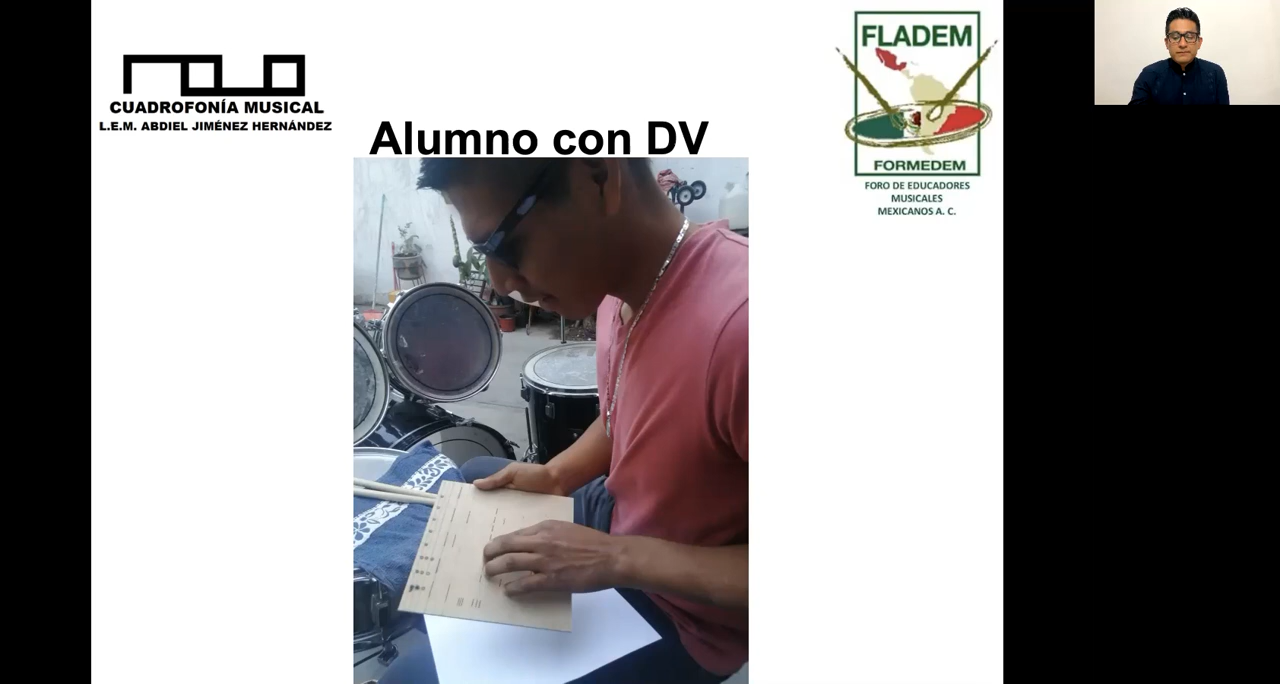 CUADROFONÍA MUSICAL
L.E.M. ABDIEL JIMÉNEZ HERNÁNDEZ
Alumno con DV
FLADEM
FORMEDEM
FORO DE EDUCADORES
MUSICALES
MEXICANOS A. C.